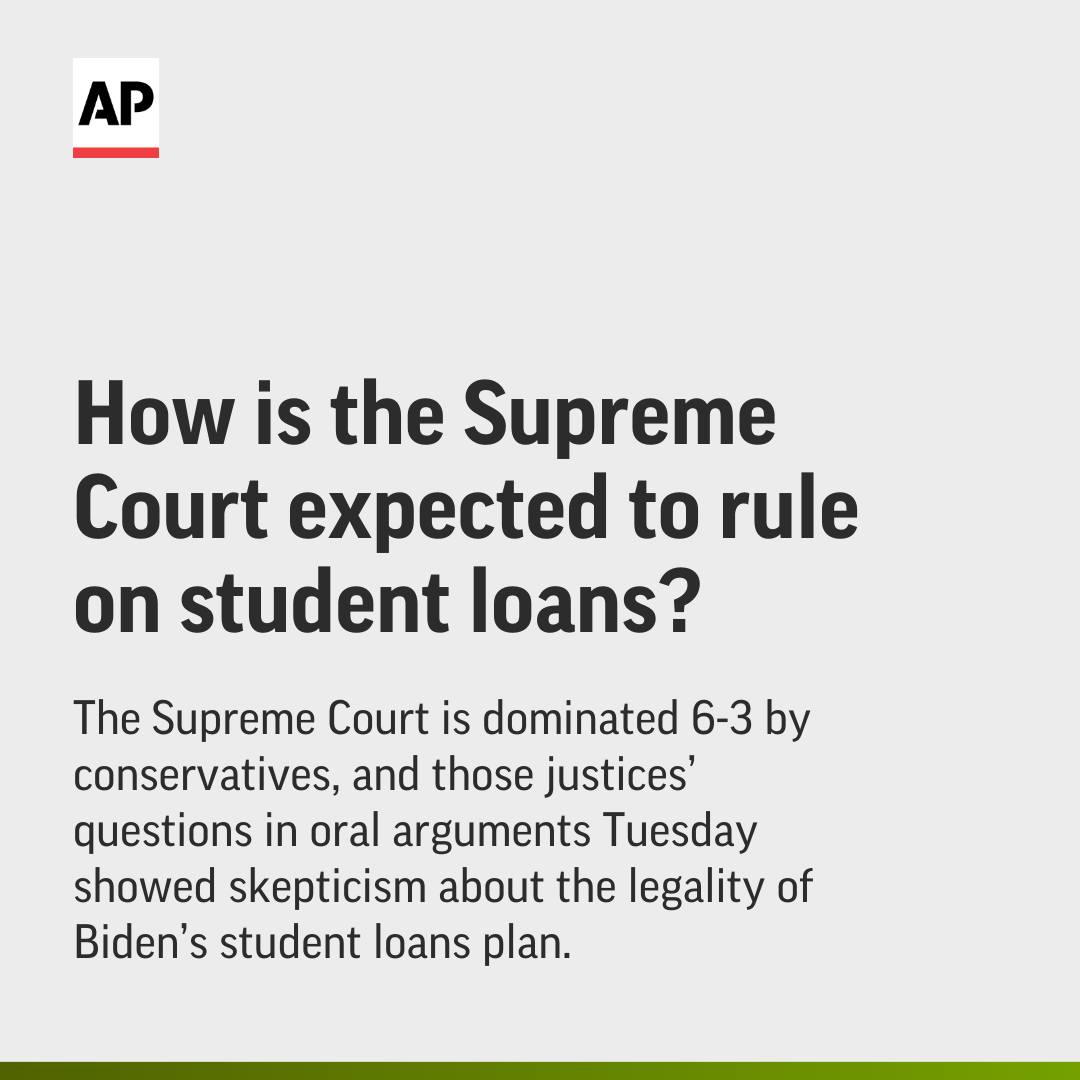 AP
How is the Supreme
Court expected to rule
on student loans?
The Supreme Court is dominated 6-3 by
conservatives, and those justices’
questions in oral arguments Tuesday
showed skepticism about the legality of
Biden’s student loans plan.